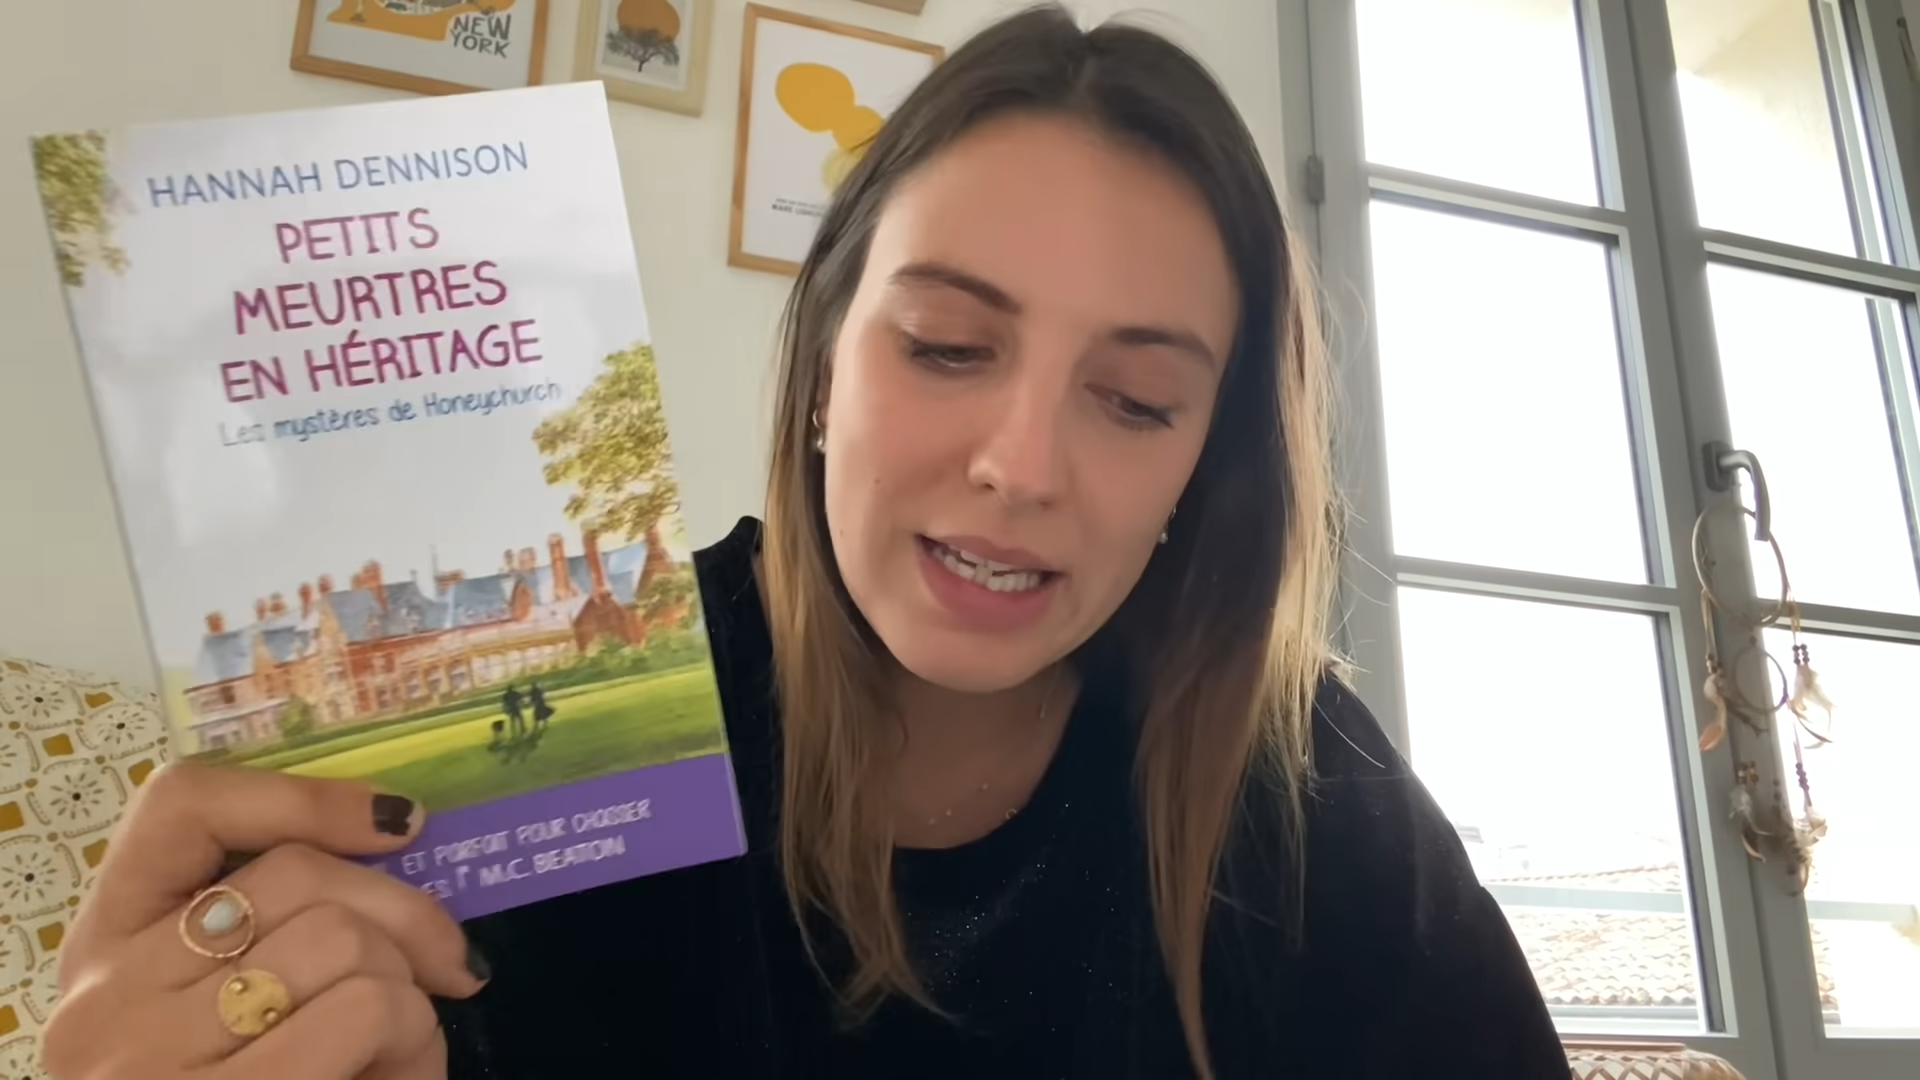 NEW
YORK
HANNAH DENNISON
PETITS
MEURTRES
EN HÉRITAGE
Les mystères de Honeychurch
ET PARFAIT POUR CHASSER
M.C. BEATON